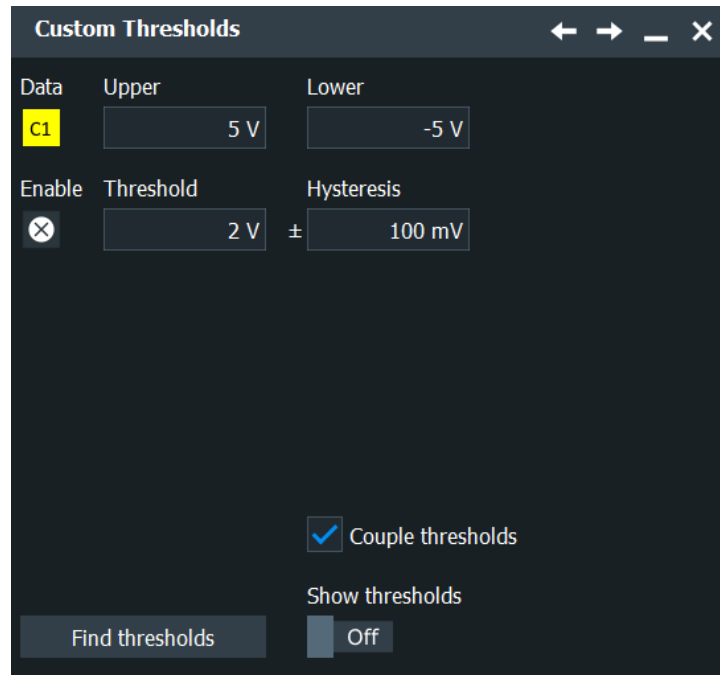 Custom Thresholds
Data Upper Lower
C1 5 V -5 V
Enable Threshold Hysteresis
2 V ± 100 mV
Couple thresholds
Show thresholds
Find thresholds Off